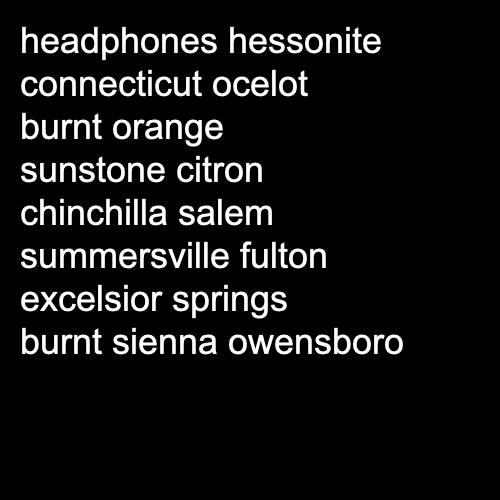 headphones hessonite
connecticut ocelot
burnt orange
sunstone citron
chinchilla salem
summersville fulton
excelsior springs
burnt sienna owensboro